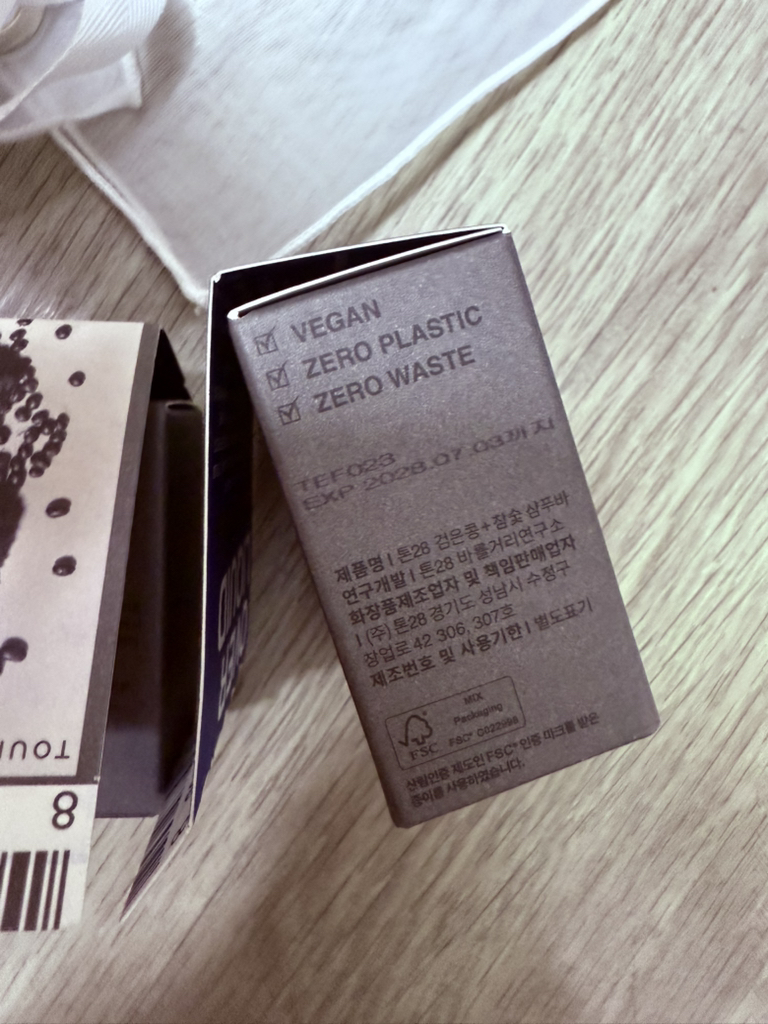 VEGAN
ZERO PLASTIC
ZERO WASTE
TEF023
EXP 2028.07.03까지
제품명 | 톤28 검은콩+참숯 샴푸바
연구개발 | 톤28 바를거리연구소
화장품제조업자 및 책임판매업자
| (주)톤28 경기도 성남시 수정구
창업로 42 306, 307호
제조번호 및 사용기한 | 별도표기
MIX
Packaging
FSC® C022998
FSC
산림인증 제도인 FSC® 인증 마크를 받은
종이를 사용하였습니다.
TOUN
8